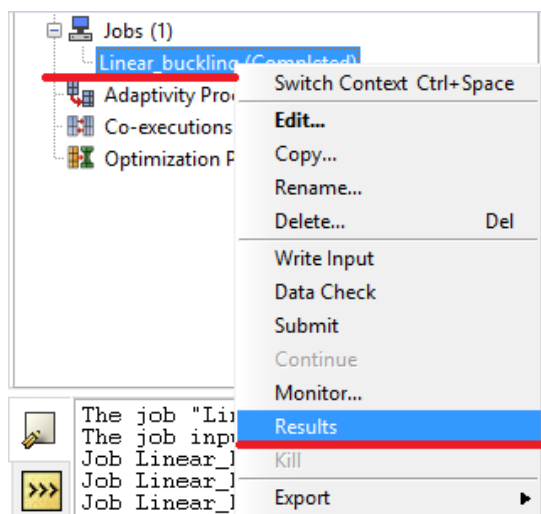 Jobs (1)
Linear_buckling (Completed)
Switch Context Ctrl+Space
Adaptivity
Edit...
Co-executions
Copy...
Optimization P
Rename...
Delete... Del
Write Input
Data Check
Submit
Continue
Monitor...
The job "Li
Results
The job inpu
Job Linear_
Kill
Job Linear_
Job Linear_
Export